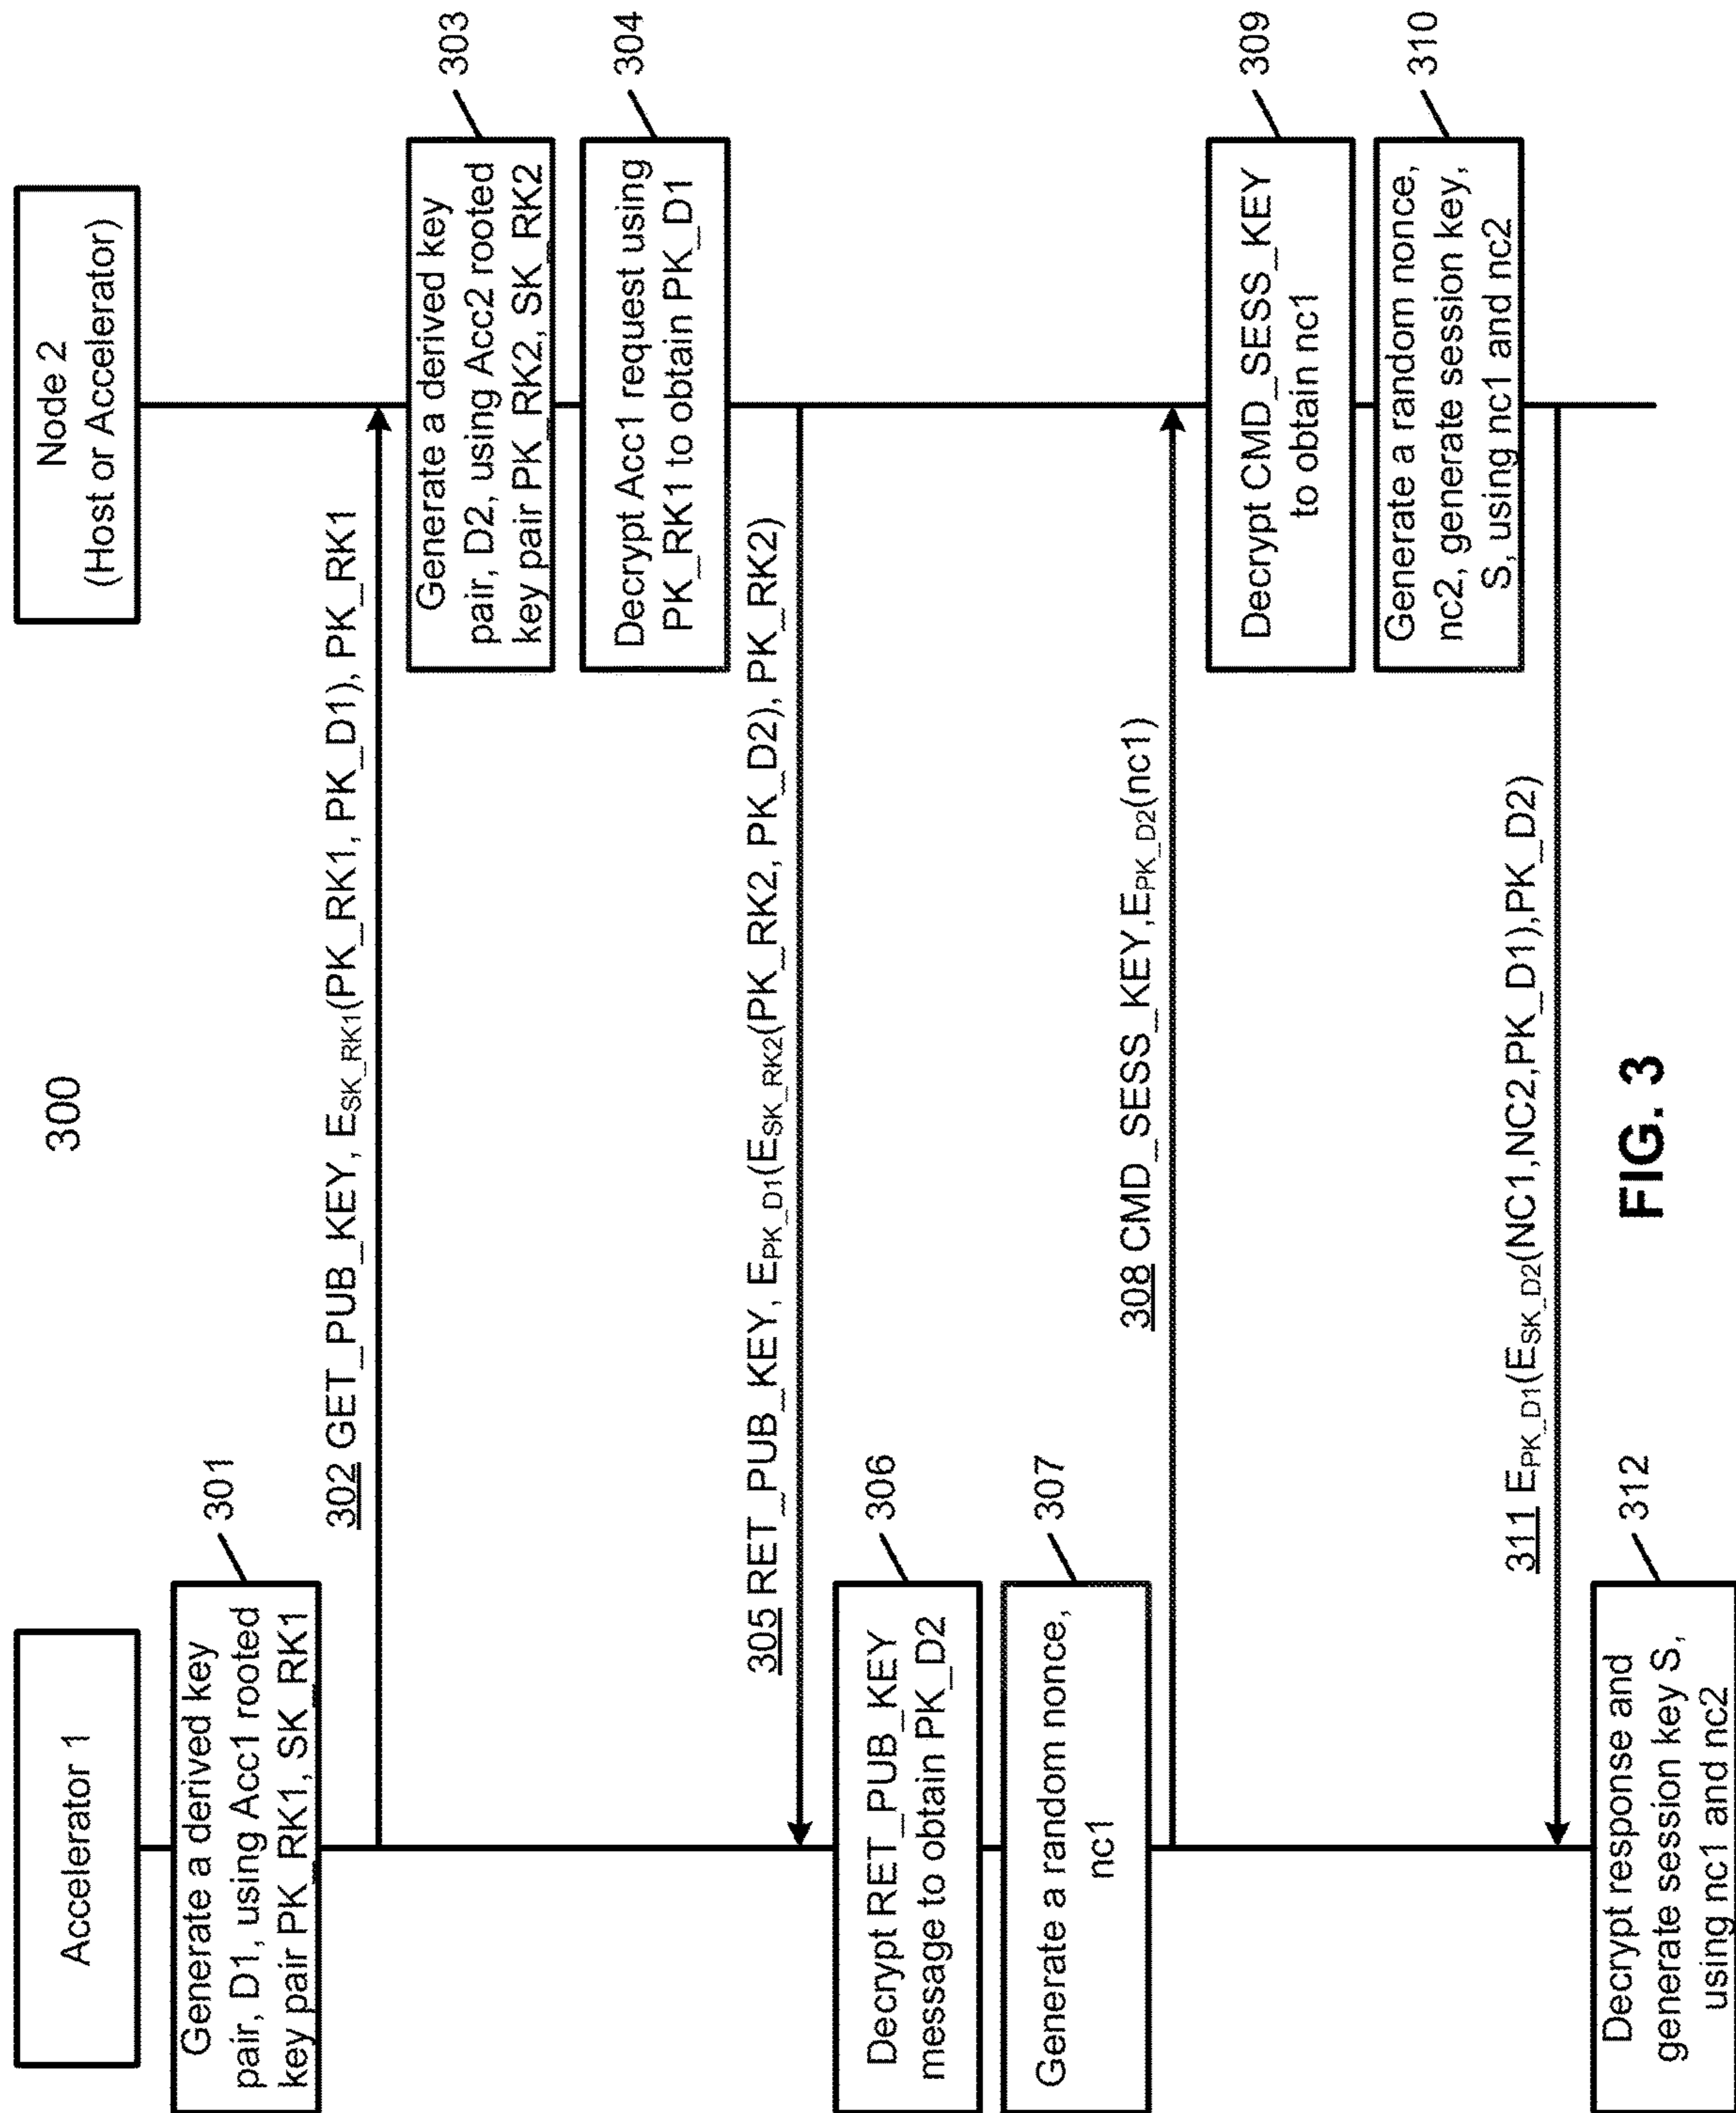 300
Accelerator 1
Node 2
(Host or Accelerator)
Generate a derived key
pair, D1, using Acc1 rooted
key pair PK_RK1, SK_RK1
301
302 GET_PUB_KEY, ESK_RK1(PK_RK1, PK_D1), PK_RK1
Generate a derived key
pair, D2, using Acc2 rooted
key pair PK_RK2, SK_RK2
303
Decrypt Acc1 request using
PK_RK1 to obtain PK_D1
304
305 RET_PUB_KEY, EPK_D1(ESK_RK2(PK_RK2, PK_D2), PK_RK2)
Decrypt RET_PUB_KEY
message to obtain PK_D2
306
Generate a random nonce,
nc1
307
308 CMD_SESS_KEY,EPK_D2(nc1)
Decrypt CMD_SESS_KEY
to obtain nc1
309
Generate a random nonce,
nc2, generate session key,
S, using nc1 and nc2
310
311 EPK_D1(ESK_D2(NC1,NC2,PK_D1),PK_D2)
Decrypt response and
generate session key S,
using nc1 and nc2
312
FIG. 3